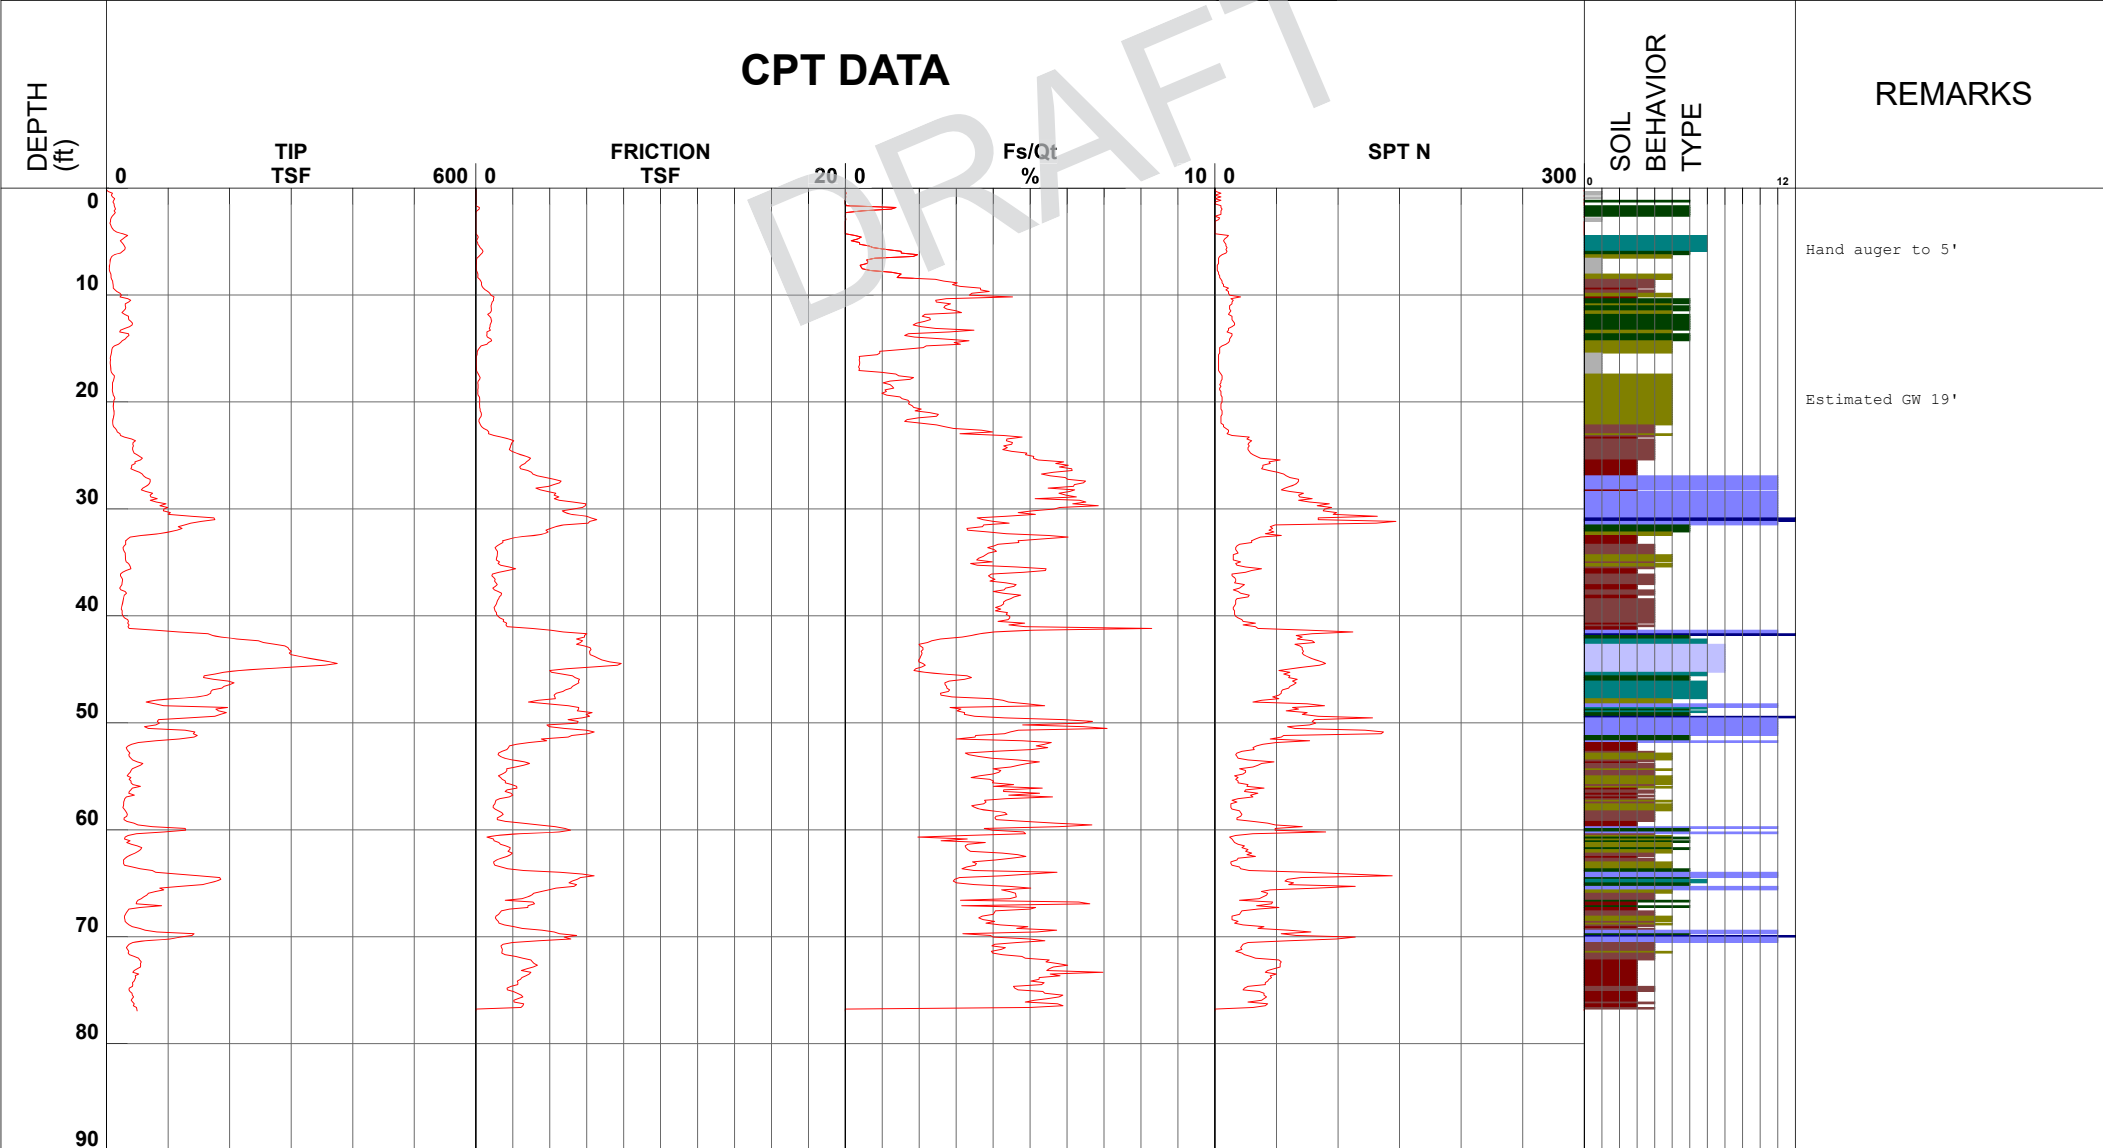 DRAFT
CPT DATA
DEPTH
(ft)
TIP
TSF
0
600
FRICTION
TSF
0
20
Fs/Qt
%
0
10
SPT N
0
300
SOIL
BEHAVIOR
TYPE
0
12
REMARKS
0
Hand auger to 5'
10
20
Estimated GW 19'
30
40
50
60
70
80
90